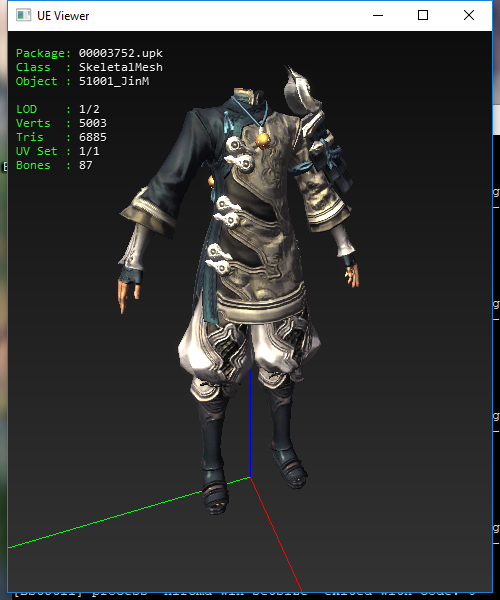 UE Viewer
Package: 00003752.upk
Class : SkeletalMesh
Object : 51001_JinM
LOD : 1/2
Verts : 5003
Tris : 6885
UV Set : 1/1
Bones : 87